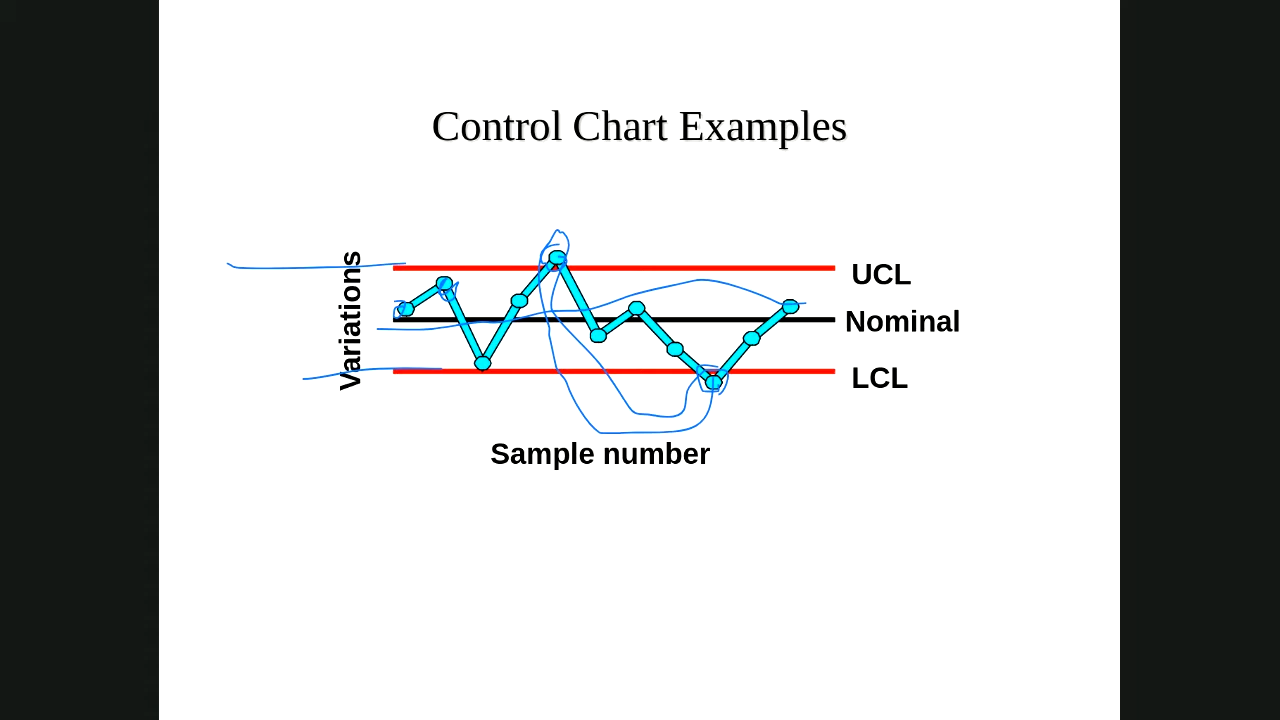 Control Chart Examples
Variations
UCL
Nominal
LCL
Sample number